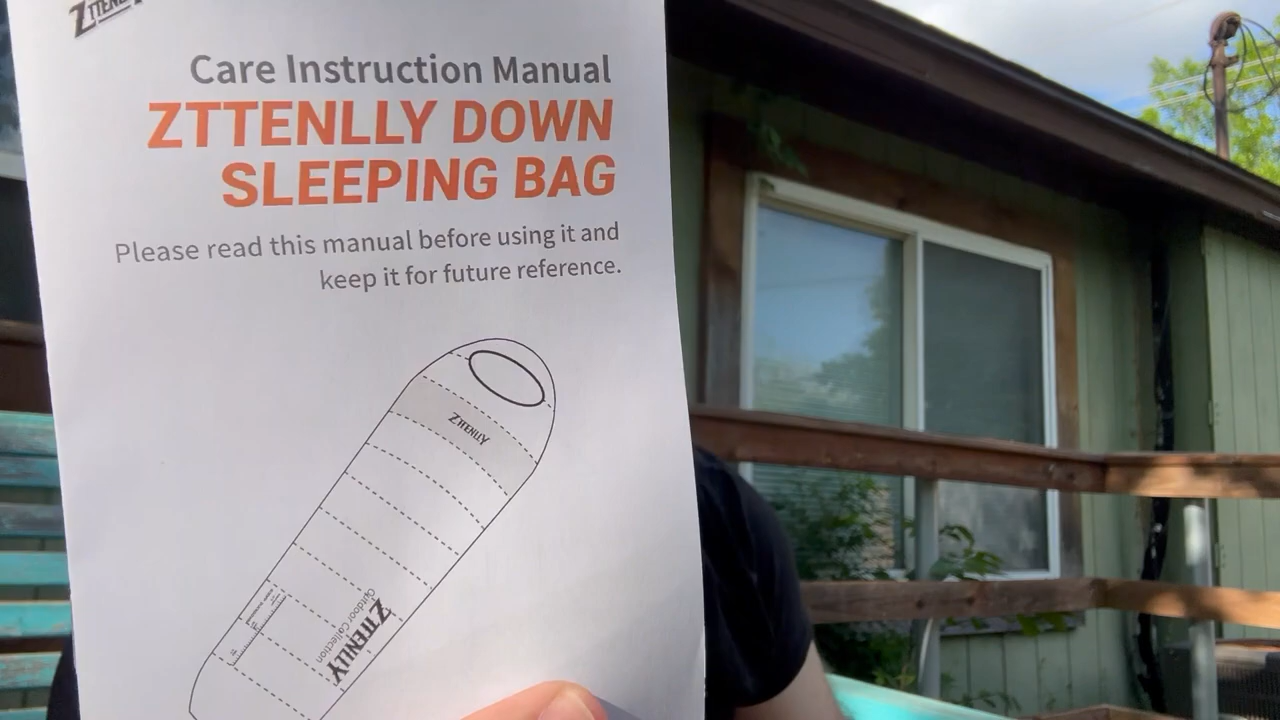 ZTTENLLY
Care Instruction Manual
ZTTENLLY DOWN
SLEEPING BAG
Please read this manual before using it and
keep it for future reference.
ZTTENLLY
ZTTENLLY
Outdoor Collection